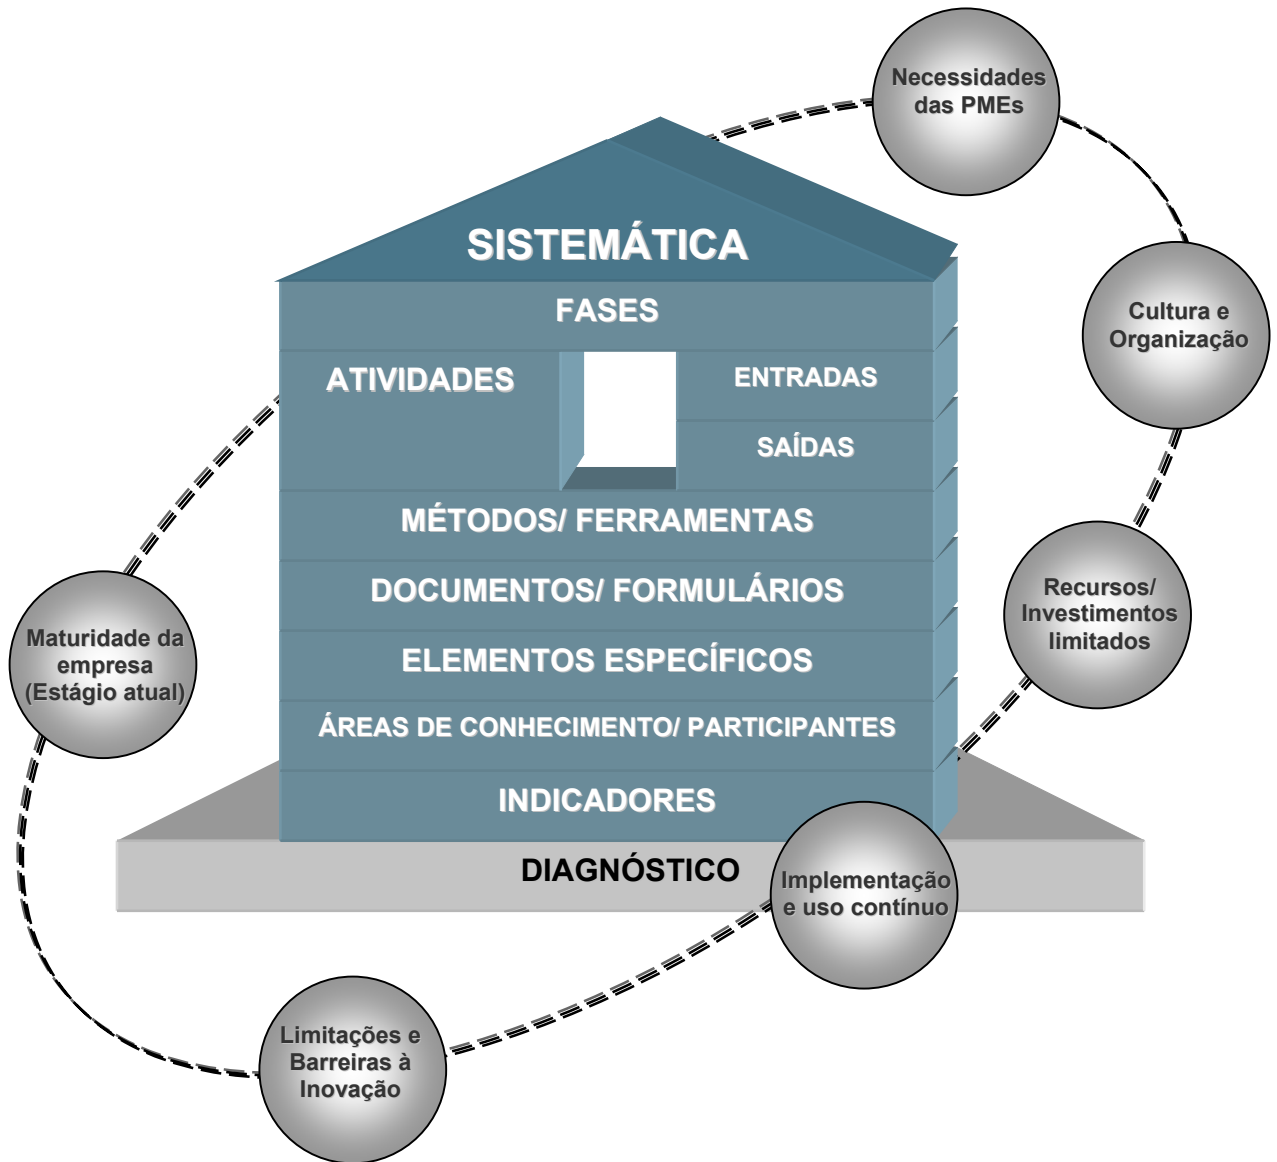 Necessidades
das PMEs
SISTEMÁTICA
FASES
Cultura e
Organização
ATIVIDADES
ENTRADAS
SAÍDAS
MÉTODOS/ FERRAMENTAS
DOCUMENTOS/ FORMULÁRIOS
Recursos/
Investimentos
limitados
Maturidade da
empresa
(Estágio atual)
ELEMENTOS ESPECÍFICOS
ÁREAS DE CONHECIMENTO/ PARTICIPANTES
INDICADORES
DIAGNÓSTICO
Implementação
e uso contínuo
Limitações e
Barreiras à
Inovação